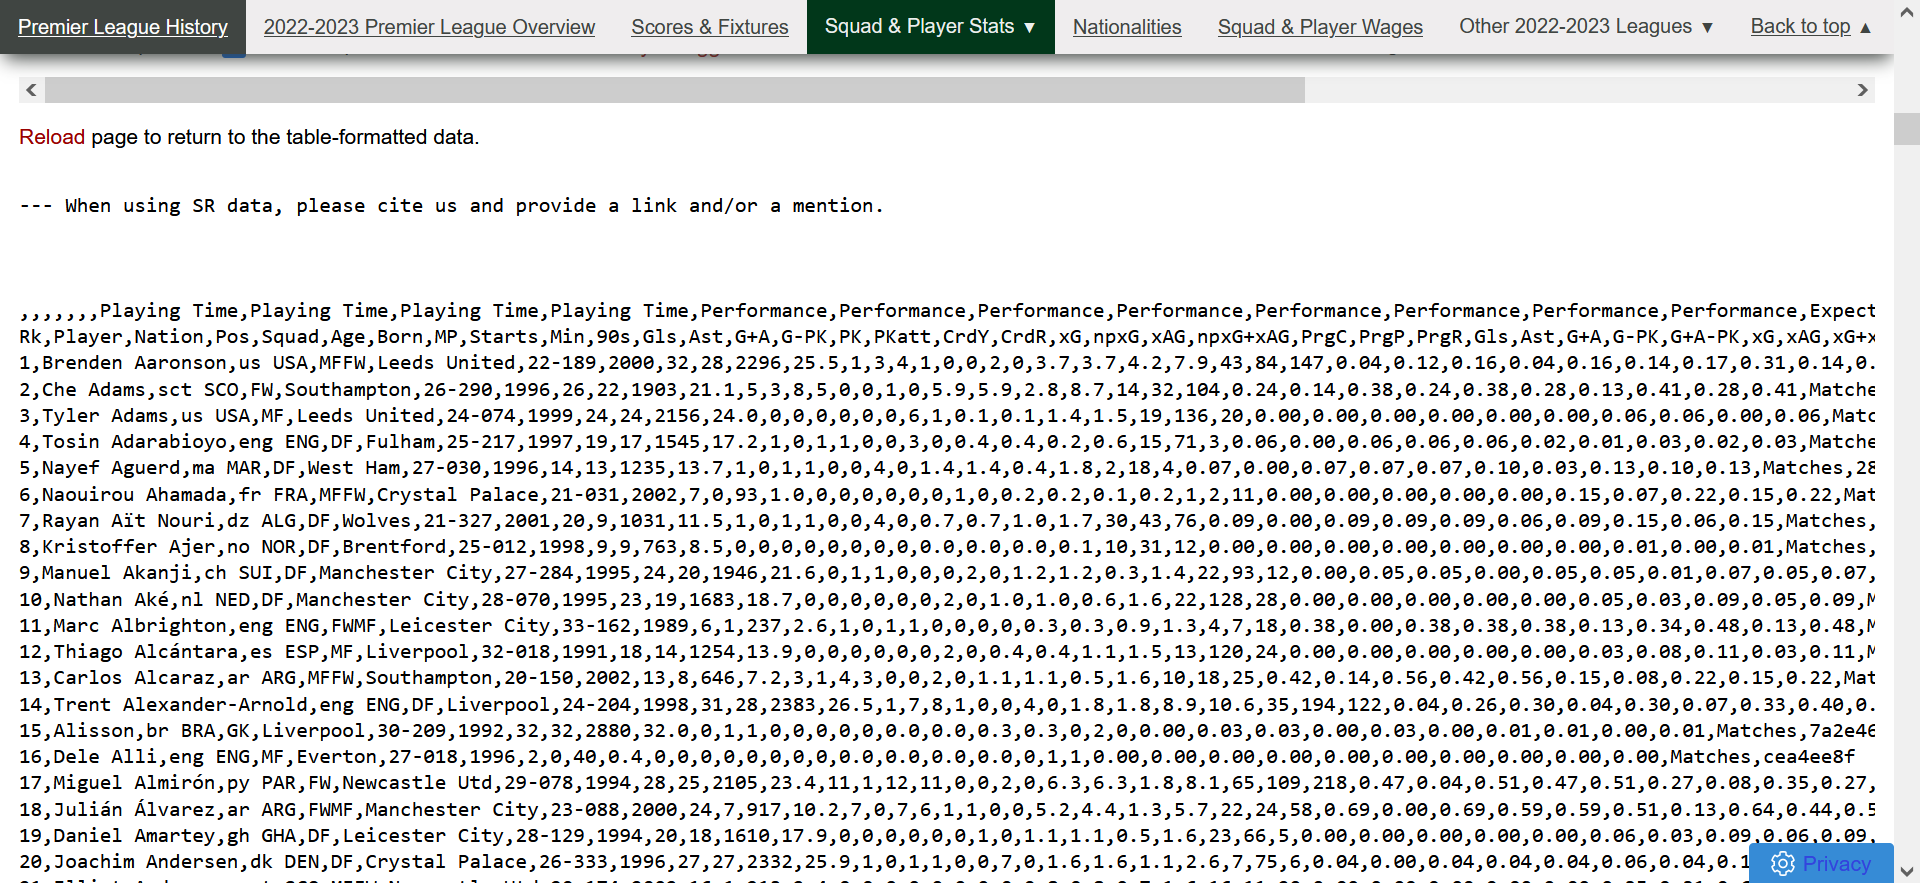 Premier League History 2022-2023 Premier League Overview Scores & Fixtures Squad & Player Stats ▼ Nationalities Squad & Player Wages Other 2022-2023 Leagues ▼ Back to top ▲
Reload page to return to the table-formatted data.
--- When using SR data, please cite us and provide a link and/or a mention.
,,,,,,,Playing Time,Playing Time,Playing Time,Playing Time,Performance,Performance,Performance,Performance,Performance,Performance,Performance,Performance,Expect
Rk,Player,Nation,Pos,Squad,Age,Born,MP,Starts,Min,90s,Gls,Ast,G+A,G-PK,PK,PKatt,CrdY,CrdR,xG,npxG,xAG,npxG+xAG,PrgC,PrgP,PrgR,Gls,Ast,G+A,G-PK,G+A-PK,xG,xAG,xG+x
1,Brenden Aaronson,us USA,MFFW,Leeds United,22-189,2000,32,28,2296,25.5,1,3,4,1,0,0,2,0,3.7,3.7,4.2,7.9,43,84,147,0.04,0.12,0.16,0.04,0.16,0.14,0.17,0.31,0.14,0.
2,Che Adams,sct SCO,FW,Southampton,26-290,1996,26,22,1903,21.1,5,3,8,5,0,0,1,0,5.9,5.9,2.8,8.7,14,32,104,0.24,0.14,0.38,0.24,0.38,0.28,0.13,0.41,0.28,0.41,Matche
3,Tyler Adams,us USA,MF,Leeds United,24-074,1999,24,24,2156,24.0,0,0,0,0,0,0,6,1,0.1,0.1,1.4,1.5,19,136,20,0.00,0.00,0.00,0.00,0.00,0.00,0.06,0.06,0.00,0.06,Matc
4,Tosin Adarabioyo,eng ENG,DF,Fulham,25-217,1997,19,17,1545,17.2,1,0,1,1,0,0,3,0,0.4,0.4,0.2,0.6,15,71,3,0.06,0.00,0.06,0.06,0.06,0.02,0.01,0.03,0.02,0.03,Matche
5,Nayef Aguerd,ma MAR,DF,West Ham,27-030,1996,14,13,1235,13.7,1,0,1,1,0,0,4,0,1.4,1.4,0.4,1.8,2,18,4,0.07,0.00,0.07,0.07,0.07,0.10,0.03,0.13,0.10,0.13,Matches,28
6,Naouirou Ahamada,fr FRA,MFFW,Crystal Palace,21-031,2002,7,0,93,1.0,0,0,0,0,0,0,1,0,0.2,0.2,0.1,0.2,1,2,11,0.00,0.00,0.00,0.00,0.00,0.15,0.07,0.22,0.15,0.22,Mat
7,Rayan Aït Nouri,dz ALG,DF,Wolves,21-327,2001,20,9,1031,11.5,1,0,1,1,0,0,4,0,0.7,0.7,1.0,1.7,30,43,76,0.09,0.00,0.09,0.09,0.09,0.06,0.09,0.15,0.06,0.15,Matches,
8,Kristoffer Ajer,no NOR,DF,Brentford,25-012,1998,9,9,763,8.5,0,0,0,0,0,0,0,0,0.0,0.0,0.0,0.1,10,31,12,0.00,0.00,0.00,0.00,0.00,0.00,0.00,0.01,0.00,0.01,Matches,
9,Manuel Akanji,ch SUI,DF,Manchester City,27-284,1995,24,20,1946,21.6,0,1,1,0,0,0,2,0,1.2,1.2,0.3,1.4,22,93,12,0.00,0.05,0.05,0.00,0.05,0.05,0.01,0.07,0.05,0.07,
10,Nathan Aké,nl NED,DF,Manchester City,28-070,1995,23,19,1683,18.7,0,0,0,0,0,0,2,0,1.0,1.0,0.6,1.6,22,128,28,0.00,0.00,0.00,0.00,0.00,0.05,0.03,0.09,0.05,0.09,M
11,Marc Albrighton,eng ENG,FWMF,Leicester City,33-162,1989,6,1,237,2.6,1,0,1,1,0,0,0,0,0.3,0.3,0.9,1.3,4,7,18,0.38,0.00,0.38,0.38,0.38,0.13,0.34,0.48,0.13,0.48,M
12,Thiago Alcántara,es ESP,MF,Liverpool,32-018,1991,18,14,1254,13.9,0,0,0,0,0,0,2,0,0.4,0.4,1.1,1.5,13,120,24,0.00,0.00,0.00,0.00,0.00,0.03,0.08,0.11,0.03,0.11,M
13,Carlos Alcaraz,ar ARG,MFFW,Southampton,20-150,2002,13,8,646,7.2,3,1,4,3,0,0,2,0,1.1,1.1,0.5,1.6,10,18,25,0.42,0.14,0.56,0.42,0.56,0.15,0.08,0.22,0.15,0.22,Mat
14,Trent Alexander-Arnold,eng ENG,DF,Liverpool,24-204,1998,31,28,2383,26.5,1,7,8,1,0,0,4,0,1.8,1.8,8.9,10.6,35,194,122,0.04,0.26,0.30,0.04,0.30,0.07,0.33,0.40,0.
15,Alisson,br BRA,GK,Liverpool,30-209,1992,32,32,2880,32.0,0,1,1,0,0,0,0,0,0.0,0.0,0.3,0.3,0,2,0,0.00,0.03,0.03,0.00,0.03,0.00,0.01,0.01,0.00,0.01,Matches,7a2e46
16,Dele Alli,eng ENG,MF,Everton,27-018,1996,2,0,40,0.4,0,0,0,0,0,0,0,0,0.0,0.0,0.0,0.0,0,1,1,0.00,0.00,0.00,0.00,0.00,0.00,0.00,0.00,0.00,0.00,Matches,cea4ee8f
17,Miguel Almirón,py PAR,FW,Newcastle Utd,29-078,1994,28,25,2105,23.4,11,1,12,11,0,0,2,0,6.3,6.3,1.8,8.1,65,109,218,0.47,0.04,0.51,0.47,0.51,0.27,0.08,0.35,0.27,
18,Julián Álvarez,ar ARG,FWMF,Manchester City,23-088,2000,24,7,917,10.2,7,0,7,6,1,1,0,0,5.2,4.4,1.3,5.7,22,24,58,0.69,0.00,0.69,0.59,0.59,0.51,0.13,0.64,0.44,0.5
19,Daniel Amartey,gh GHA,DF,Leicester City,28-129,1994,20,18,1610,17.9,0,0,0,0,0,0,1,0,1.1,1.1,0.5,1.6,23,66,5,0.00,0.00,0.00,0.00,0.00,0.06,0.03,0.09,0.06,0.09,
20,Joachim Andersen,dk DEN,DF,Crystal Palace,26-333,1996,27,27,2332,25.9,1,0,1,1,0,0,7,0,1.6,1.6,1.1,2.6,7,75,6,0.04,0.00,0.04,0.04,0.04,0.06,0.04,0.1
Privacy